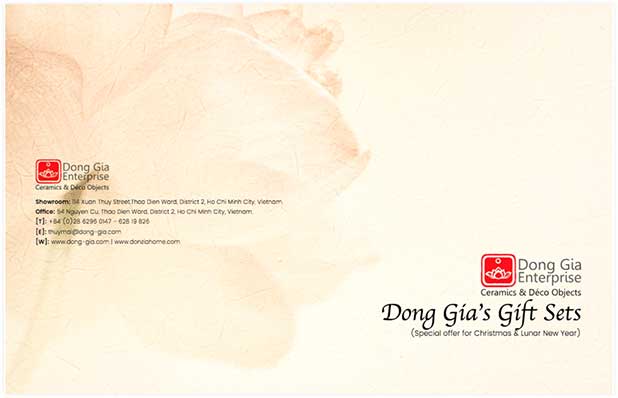 Dong Gia
Enterprise
Ceramics & Déco Objects
Showroom: 84 Xuan Thuy Street,Thao Dien Ward, District 2, Ho Chi Minh City, Vietnam.
Office: 54 Nguyen Cu, Thao Dien Ward, District 2, Ho Chi Minh City, Vietnam.
[T]: +84 (0)28 6296 0147 - 628 19 826
[E]: thuymai@dong-gia.com
[W]: www.dong-gia.com | www.donziahome.com
Dong Gia
Enterprise
Ceramics & Déco Objects
Dong Gia's Gift Sets
(Special offer for Christmas & Lunar New Year)